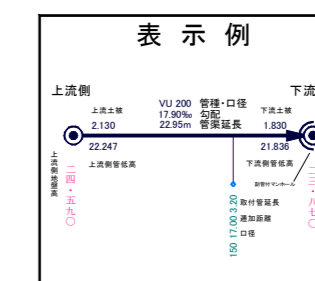 表示例
上流側
下流
上流土被
VU 200 管種・口径
下流土被
2.130
17.90‰ 勾配
1.830
22.95m 管渠延長
22.247
21.836
上流側管低高
下流側管低高
上流側地盤高
二四・五九〇
副管付マンホール
3.20 取付管延長
17.00 逓加距離
150 口径